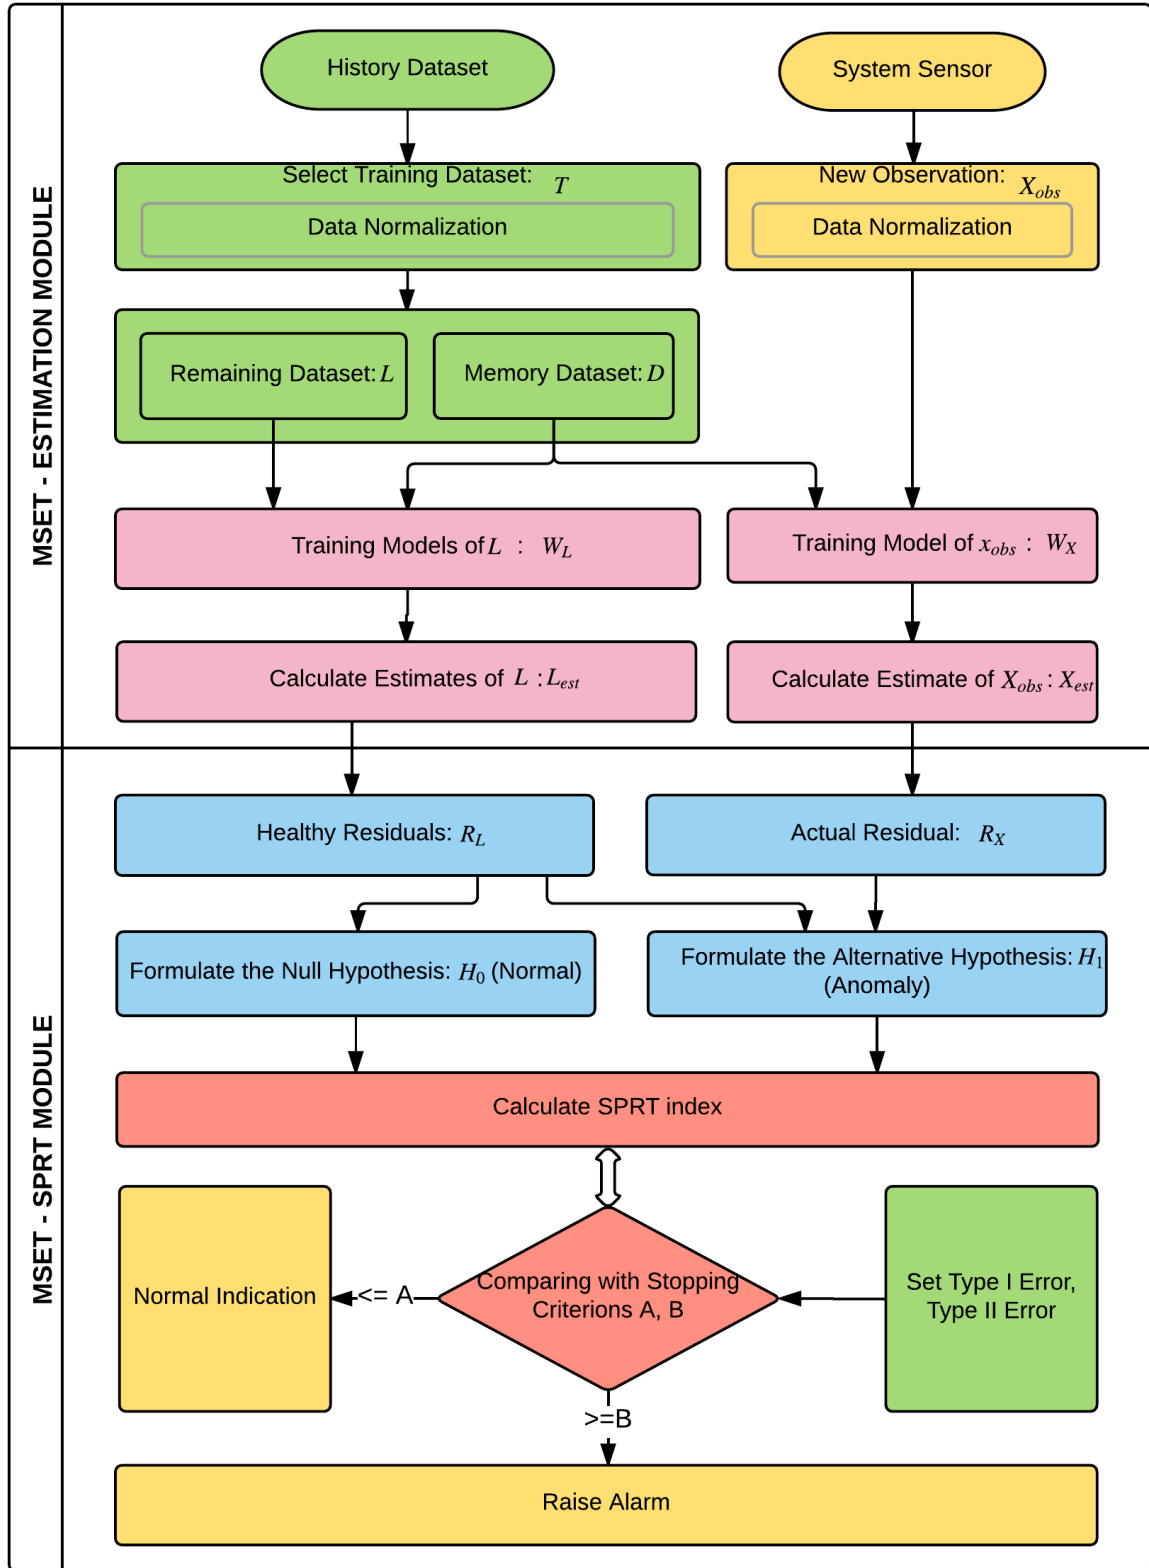 MSET - ESTIMATION MODULE
History Dataset
System Sensor
Select Training Dataset: T
Data Normalization
New Observation: X_obs
Data Normalization
Remaining Dataset: L
Memory Dataset: D
Training Models of L : W_L
Training Model of x_obs : W_X
Calculate Estimates of L : L_est
Calculate Estimate of X_obs : X_est
MSET - SPRT MODULE
Healthy Residuals: R_L
Actual Residual: R_X
Formulate the Null Hypothesis: H_0 (Normal)
Formulate the Alternative Hypothesis: H_1
(Anomaly)
Calculate SPRT index
Normal Indication
<= A
Comparing with Stopping
Criterions A, B
Set Type I Error,
Type II Error
>=B
Raise Alarm